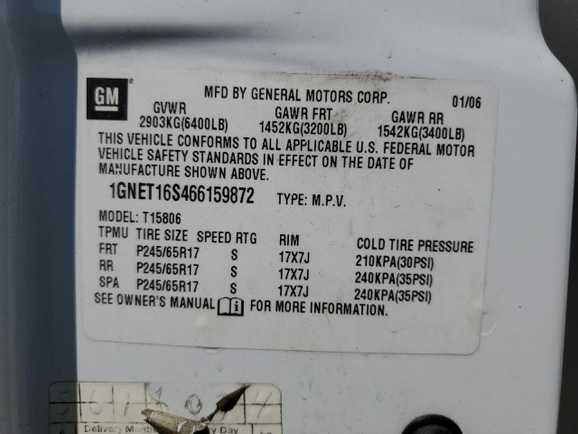 GM
MFD BY GENERAL MOTORS CORP. 01/06
GVWR GAWR FRT GAWR RR
2903KG(6400LB) 1452KG(3200LB) 1542KG(3400LB)
THIS VEHICLE CONFORMS TO ALL APPLICABLE U.S. FEDERAL MOTOR
VEHICLE SAFETY STANDARDS IN EFFECT ON THE DATE OF
MANUFACTURE SHOWN ABOVE.
1GNET16S466159872 TYPE: M.P.V.
MODEL: T15806
TPMU TIRE SIZE SPEED RTG RIM COLD TIRE PRESSURE
FRT P245/65R17 S 17X7J 210KPA(30PSI)
RR P245/65R17 S 17X7J 240KPA(35PSI)
SPA P245/65R17 S 17X7J 240KPA(35PSI)
SEE OWNER'S MANUAL FOR MORE INFORMATION.
Delivery Day